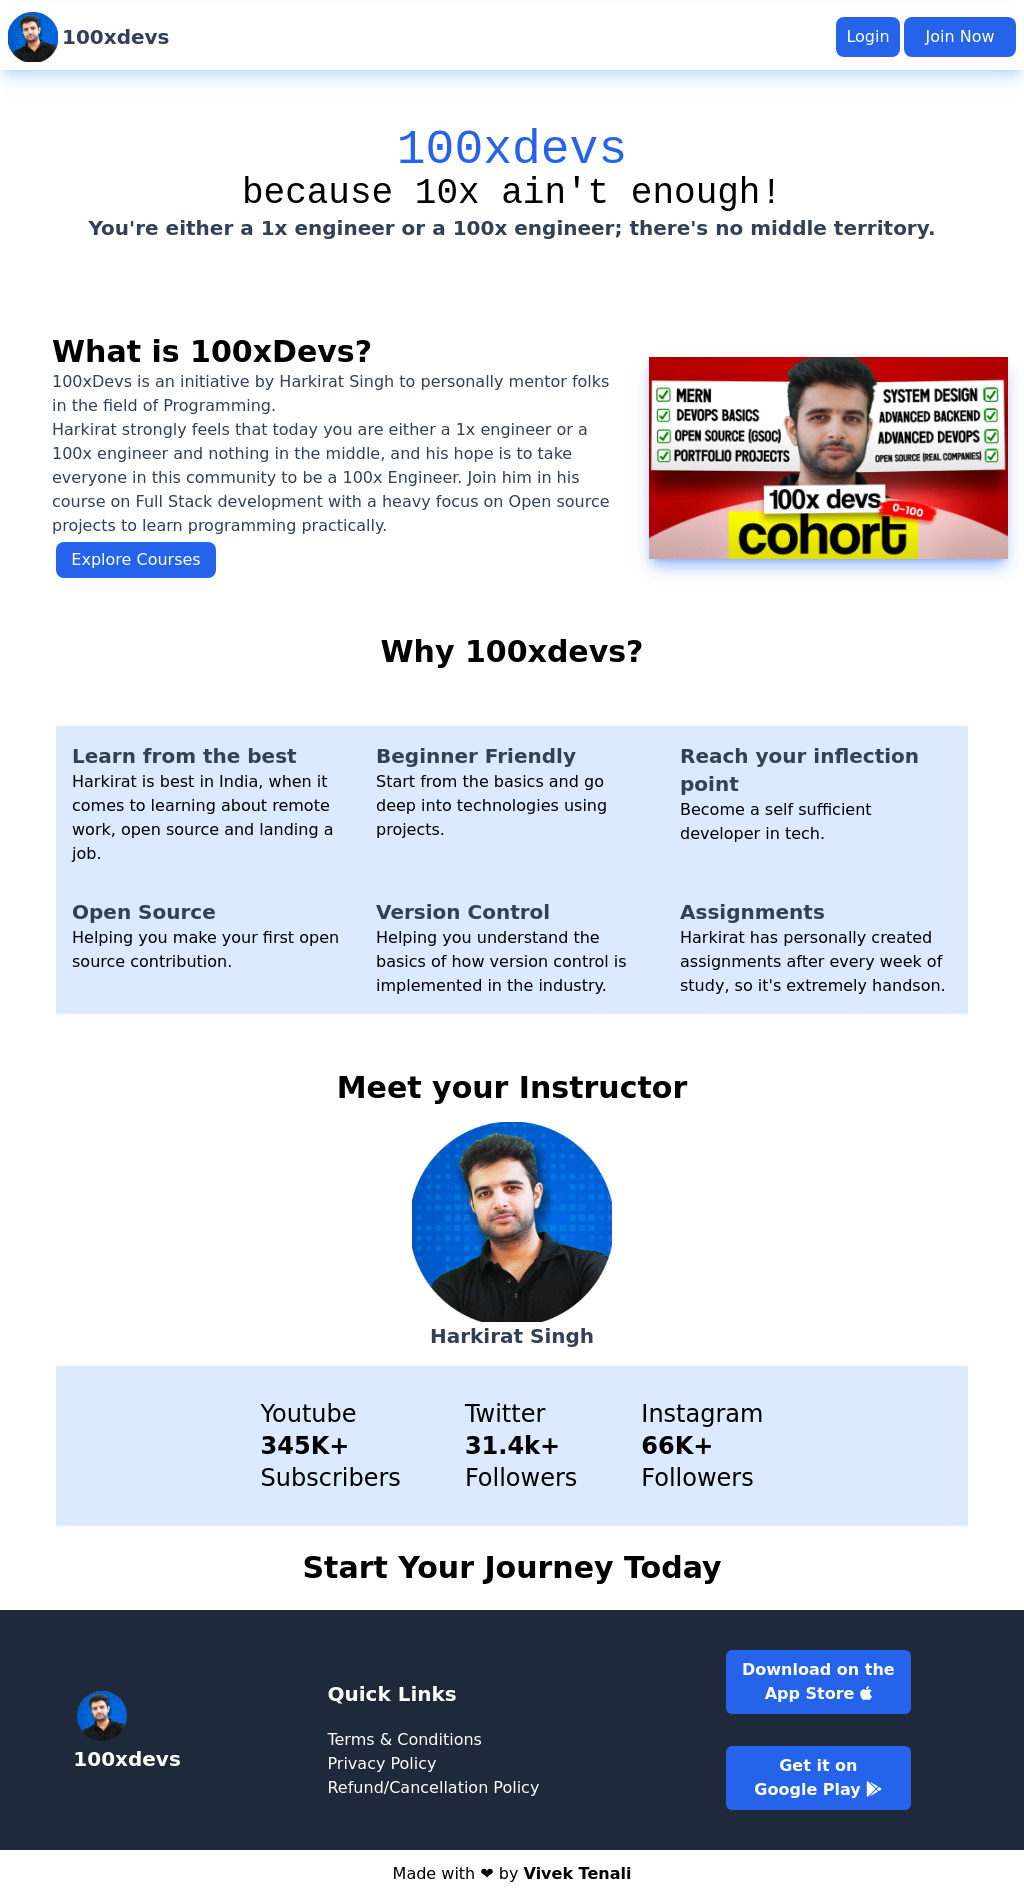 100xdevs
Login
Join Now
100xdevs
because 10x ain't enough!
You're either a 1x engineer or a 100x engineer; there's no middle territory.
What is 100xDevs?
100xDevs is an initiative by Harkirat Singh to personally mentor folks
in the field of Programming.
Harkirat strongly feels that today you are either a 1x engineer or a
100x engineer and nothing in the middle, and his hope is to take
everyone in this community to be a 100x Engineer. Join him in his
course on Full Stack development with a heavy focus on Open source
projects to learn programming practically.
Explore Courses
MERN
DEVOPS BASICS
OPEN SOURCE (GSOC)
PORTFOLIO PROJECTS
SYSTEM DESIGN
ADVANCED BACKEND
ADVANCED DEVOPS
OPEN SOURCE (REAL COMPANIES)
100x devs
0-100
cohort
Why 100xdevs?
Learn from the best
Harkirat is best in India, when it
comes to learning about remote
work, open source and landing a
job.
Beginner Friendly
Start from the basics and go
deep into technologies using
projects.
Reach your inflection
point
Become a self sufficient
developer in tech.
Open Source
Helping you make your first open
source contribution.
Version Control
Helping you understand the
basics of how version control is
implemented in the industry.
Assignments
Harkirat has personally created
assignments after every week of
study, so it's extremely handson.
Meet your Instructor
Harkirat Singh
Youtube
345K+
Subscribers
Twitter
31.4k+
Followers
Instagram
66K+
Followers
Start Your Journey Today
100xdevs
Quick Links
Terms & Conditions
Privacy Policy
Refund/Cancellation Policy
Download on the
App Store
Get it on
Google Play
Made with ❤ by Vivek Tenali